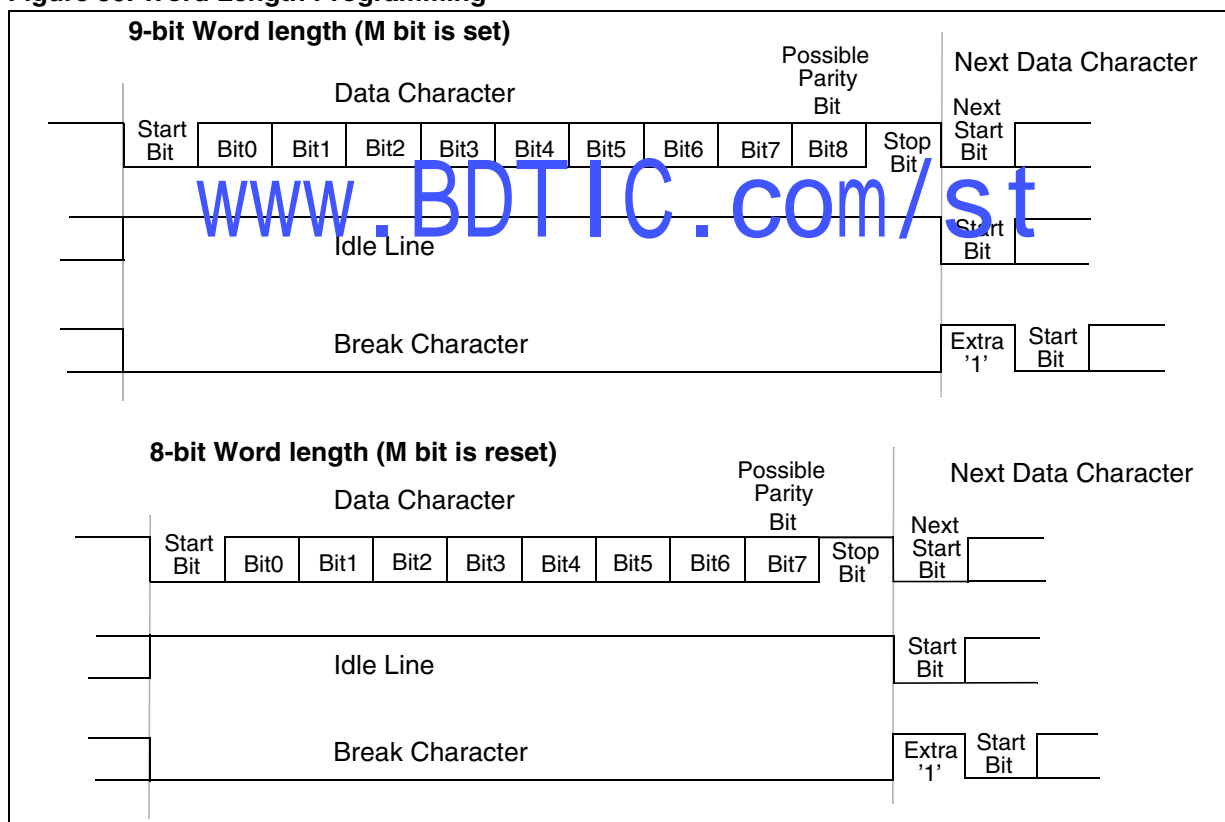 9-bit Word length (M bit is set)
Possible
Parity
Bit
Next Data Character
Data Character
Next
Start
Bit
Start
Bit
Bit0 Bit1 Bit2 Bit3 Bit4 Bit5 Bit6 Bit7 Bit8
Stop
Bit
www.BDTIC.com/st
Idle Line
Start
Bit
Break Character
Extra
'1'
Start
Bit
8-bit Word length (M bit is reset)
Possible
Parity
Bit
Next Data Character
Data Character
Next
Start
Bit
Start
Bit
Bit0 Bit1 Bit2 Bit3 Bit4 Bit5 Bit6 Bit7
Stop
Bit
Idle Line
Start
Bit
Break Character
Extra
'1'
Start
Bit